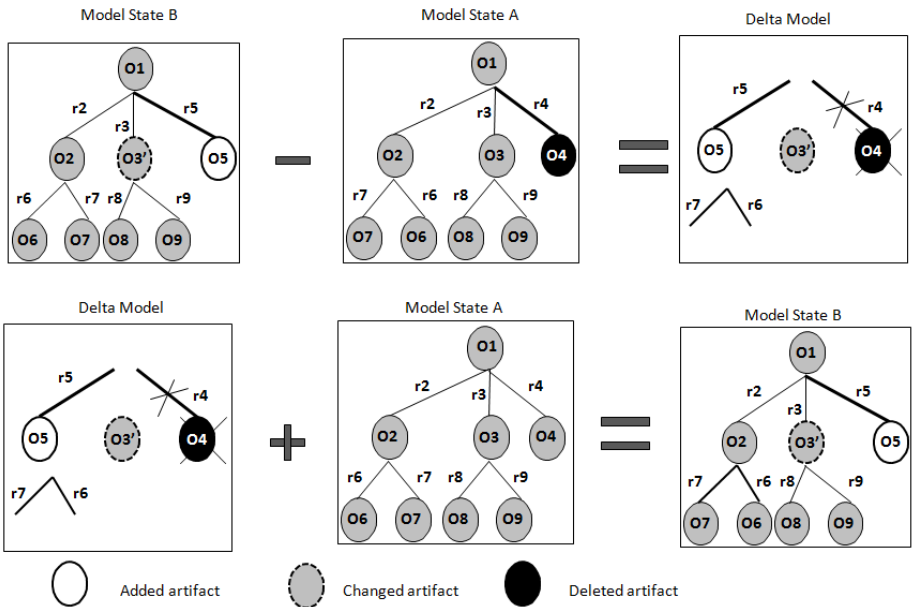 Model State B
Model State A
Delta Model
O1
r2
r3
r5
O2
O3'
O5
r6
r7
r8
r9
O6
O7
O8
O9
O1
r2
r3
r4
O2
O3
O4
r7
r6
r8
r9
O7
O6
O8
O9
r5
r4
O5
O3'
O4
r7
r6
Delta Model
Model State A
Model State B
r5
r4
O5
O3'
O4
r7
r6
O1
r2
r3
r4
O2
O3
O4
r6
r7
r8
r9
O6
O7
O8
O9
O1
r2
r3
r5
O2
O3'
O5
r7
r6
r8
r9
O7
O6
O8
O9
Added artifact
Changed artifact
Deleted artifact